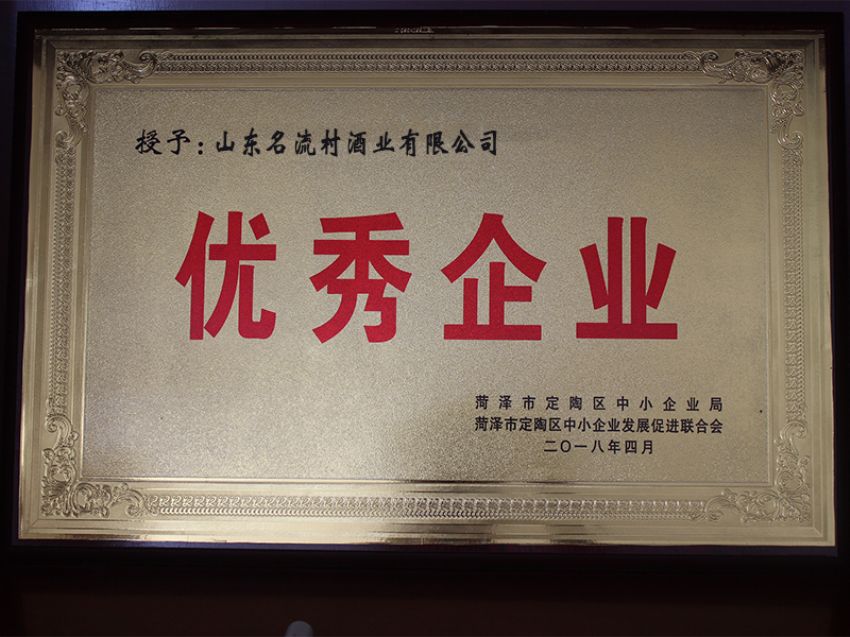 授予：山东名流村酒业有限公司
优秀企业
菏泽市定陶区中小企业局
菏泽市定陶区中小企业发展促进联合会
二〇一八年四月